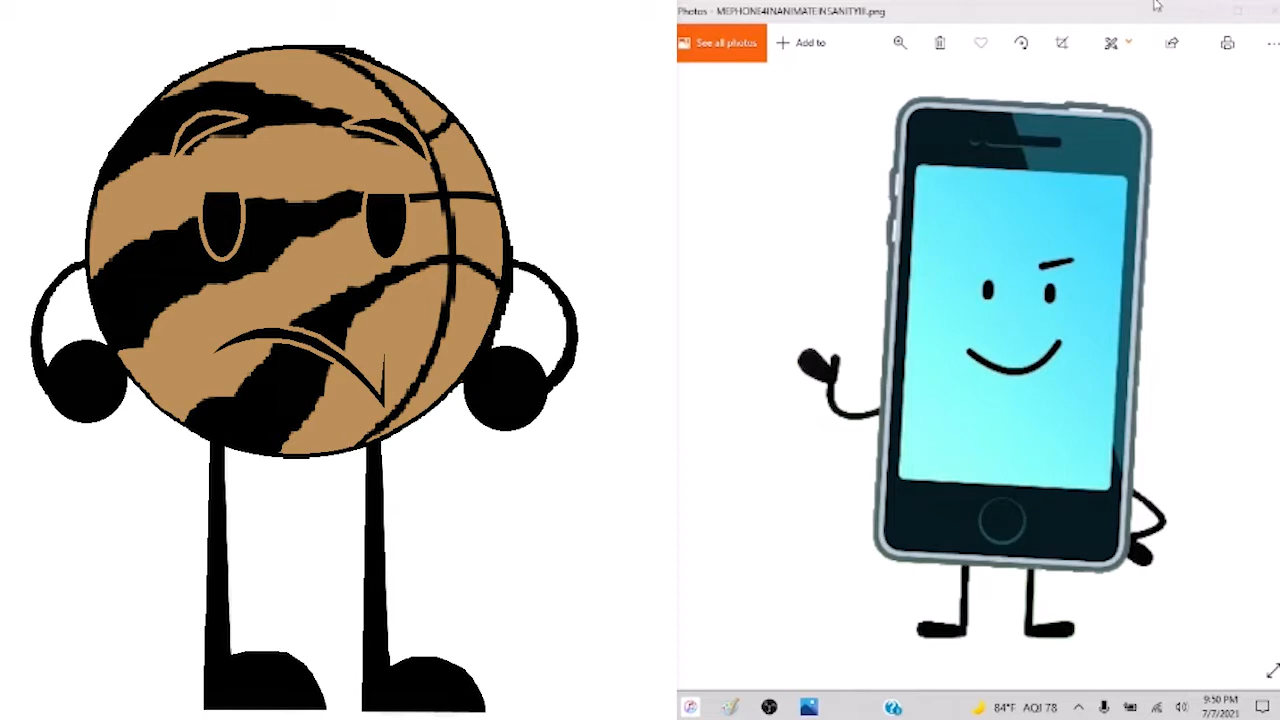 Photos - MEPHONE4INANIMATEINSANITYIII.png
See all photos
Add to
84°F AQI 78
9:50 PM
7/7/2021